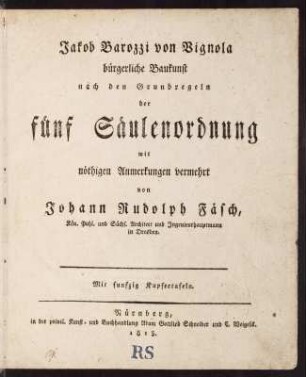 Jakob Barozzi von Vignola
bürgerliche Baukunst
nach den Grundregeln
der
fünf Säulenordnung
mit
nöthigen Anmerkungen vermehrt
von
Johann Rudolph Fäsch,
Kön. Pohl. und Sächs. Architect und Ingenieurhauptmann
in Dresden.
Mit funfzig Kupfertafeln.
Nürnberg,
in der privil. Kunst- und Buchhandlung Adam Gottlieb Schneider und C. Weigelik.
RS